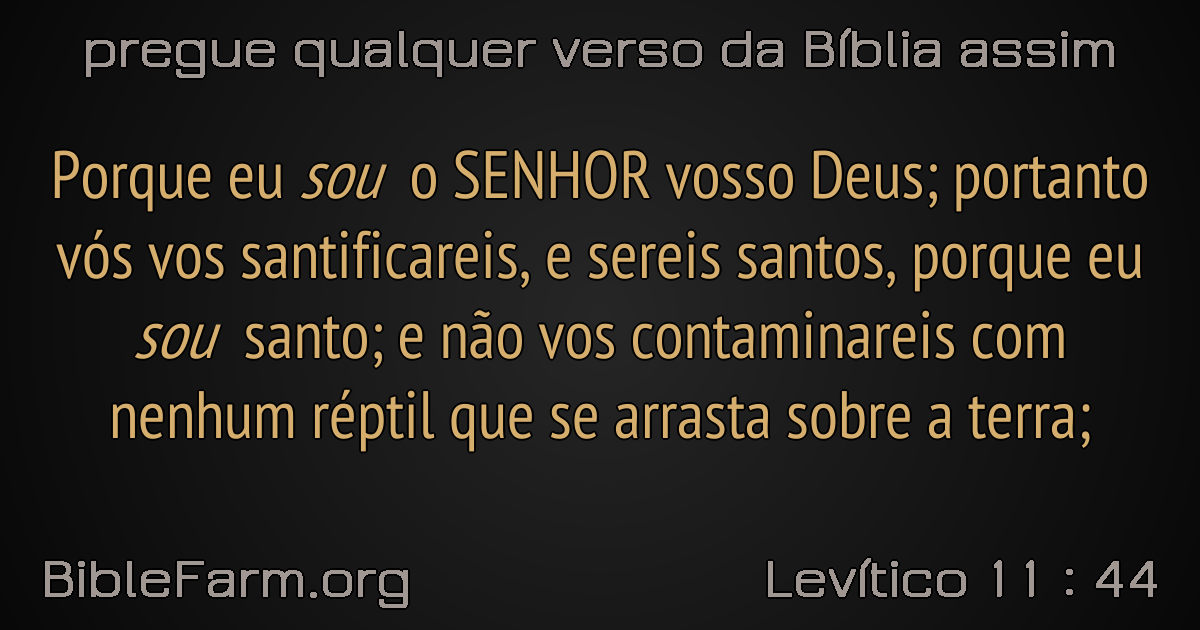 pregue qualquer verso da Bíblia assim
Porque eu sou o SENHOR vosso Deus; portanto
vós vos santificareis, e sereis santos, porque eu
sou santo; e não vos contaminareis com
nenhum réptil que se arrasta sobre a terra;
BibleFarm.org
Levítico 11 : 44